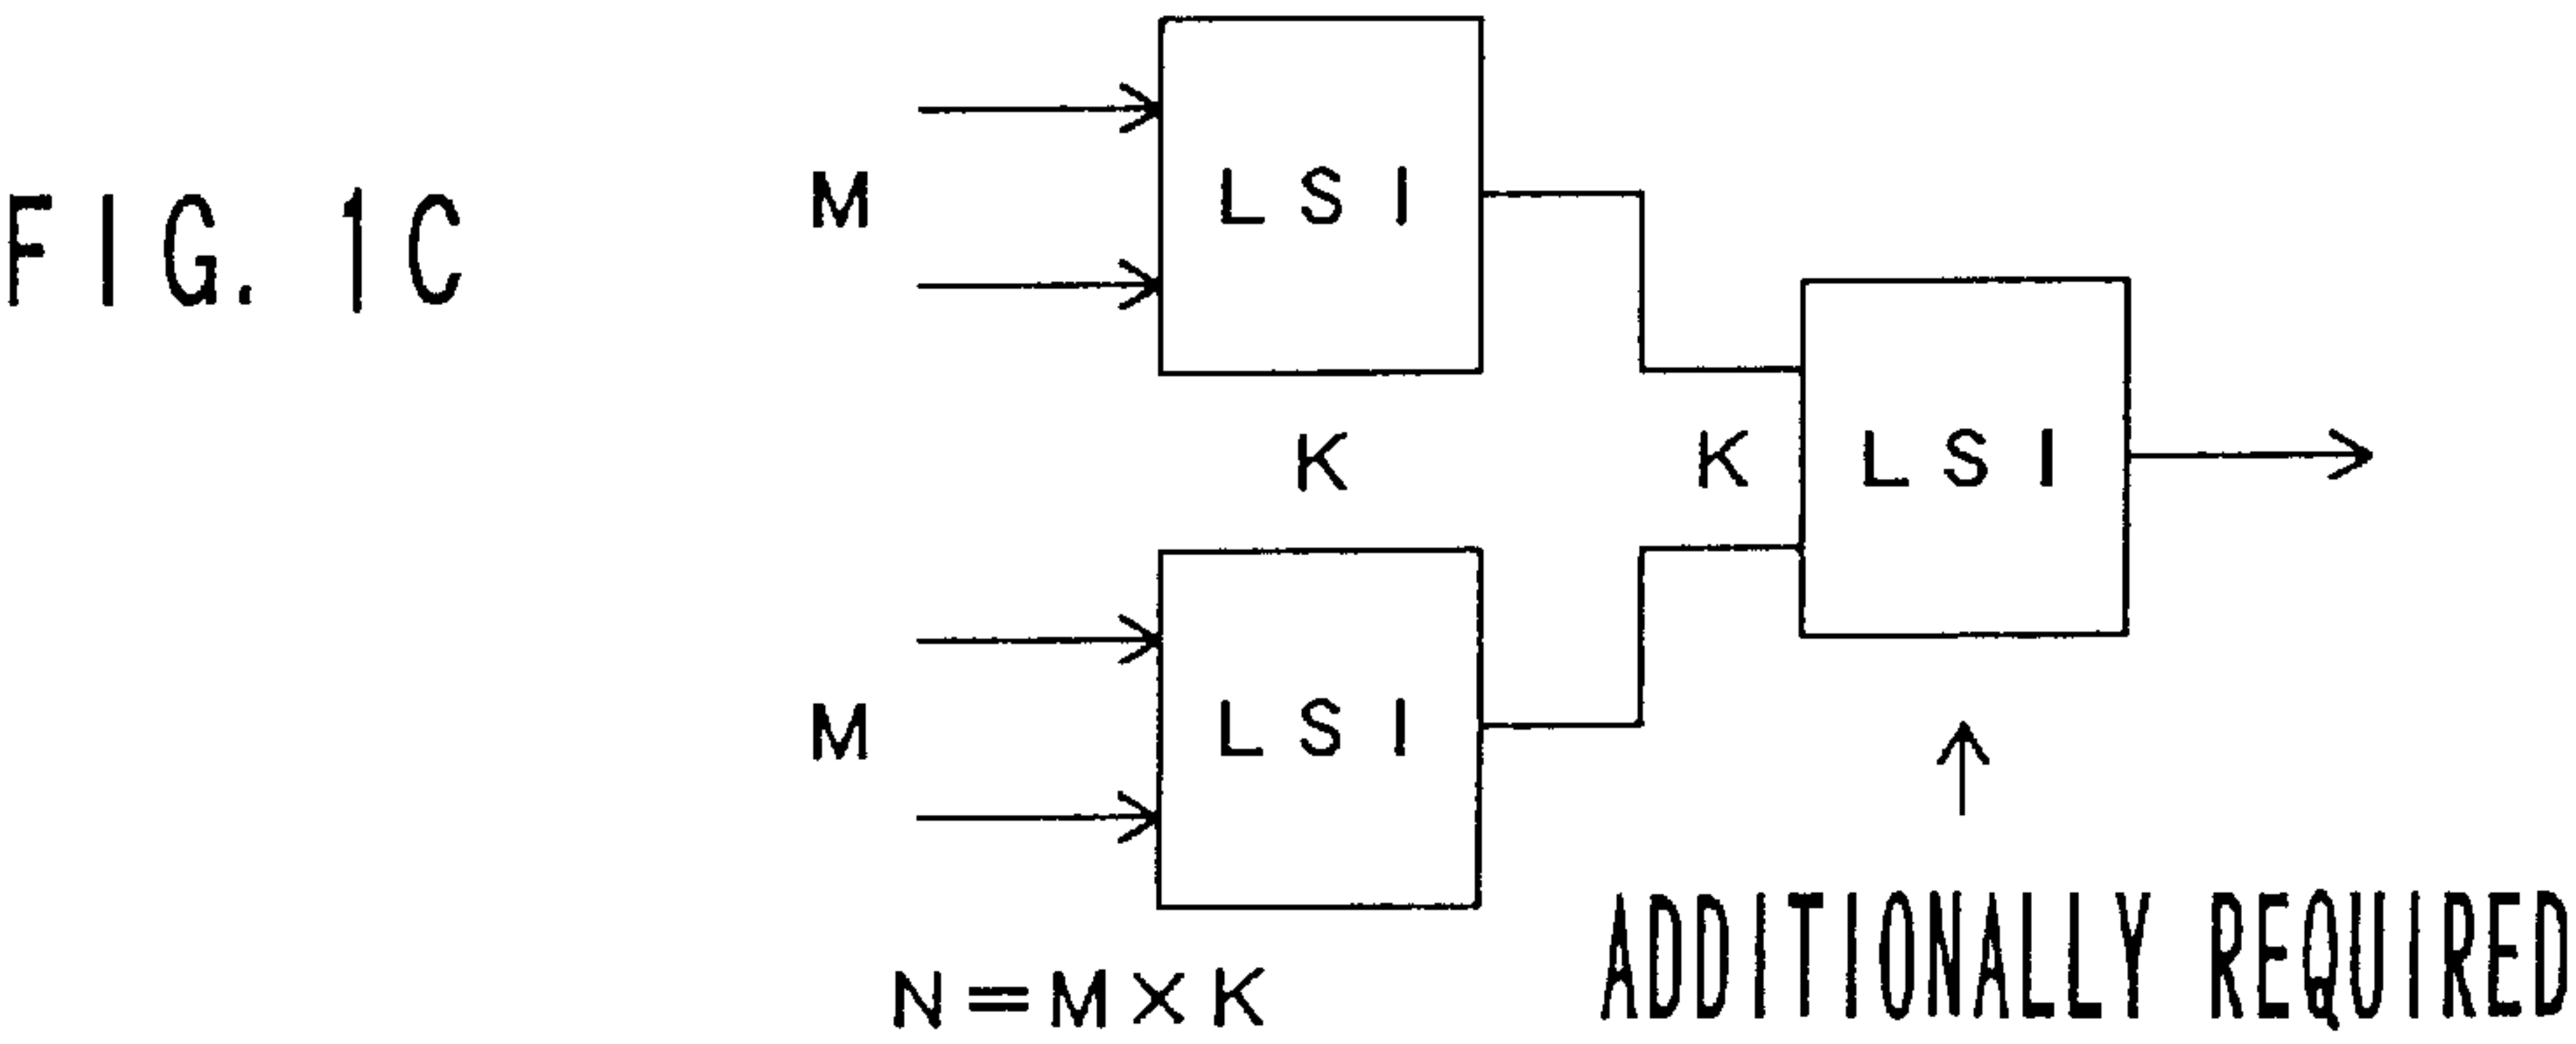 FIG. 1C
M
LSI
K
K
LSI
M
LSI
N=M×K
ADDITIONALLY REQUIRED